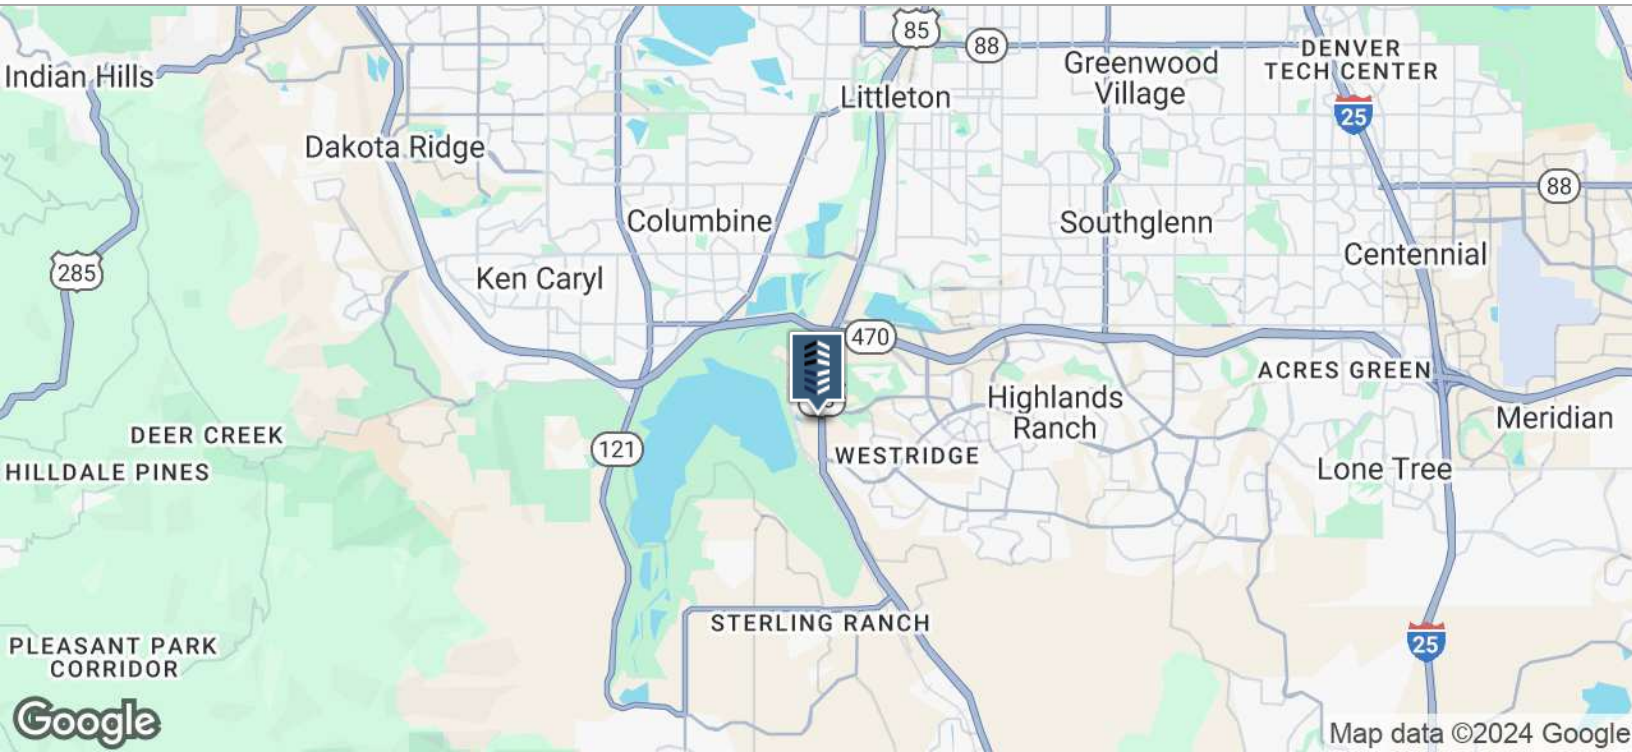 85
88
DENVER
TECH CENTER
Greenwood
Village
Indian Hills
Littleton
25
Dakota Ridge
88
Columbine
Southglenn
Centennial
285
Ken Caryl
470
ACRES GREEN
Highlands
Ranch
Meridian
DEER CREEK
121
WESTRIDGE
HILLDALE PINES
Lone Tree
STERLING RANCH
25
PLEASANT PARK
CORRIDOR
Google
Map data ©2024 Google